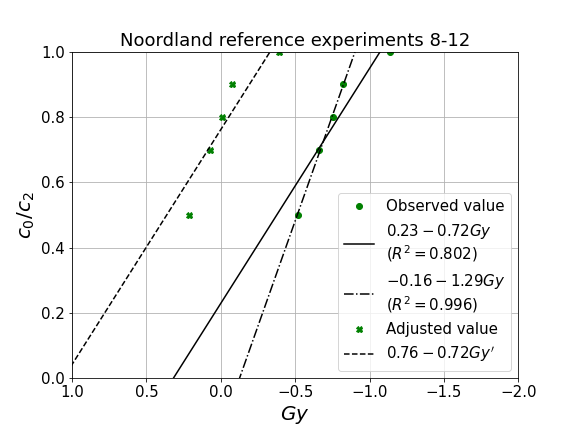 Noordland reference experiments 8-12
1.0
0.8
0.6
0.4
0.2
0.0
c₀/c₂
1.0 0.5 0.0 −0.5 −1.0 −1.5 −2.0
Gy
Observed value
0.23 − 0.72Gy
(R² = 0.802)
−0.16 − 1.29Gy
(R² = 0.996)
Adjusted value
0.76 − 0.72Gy′